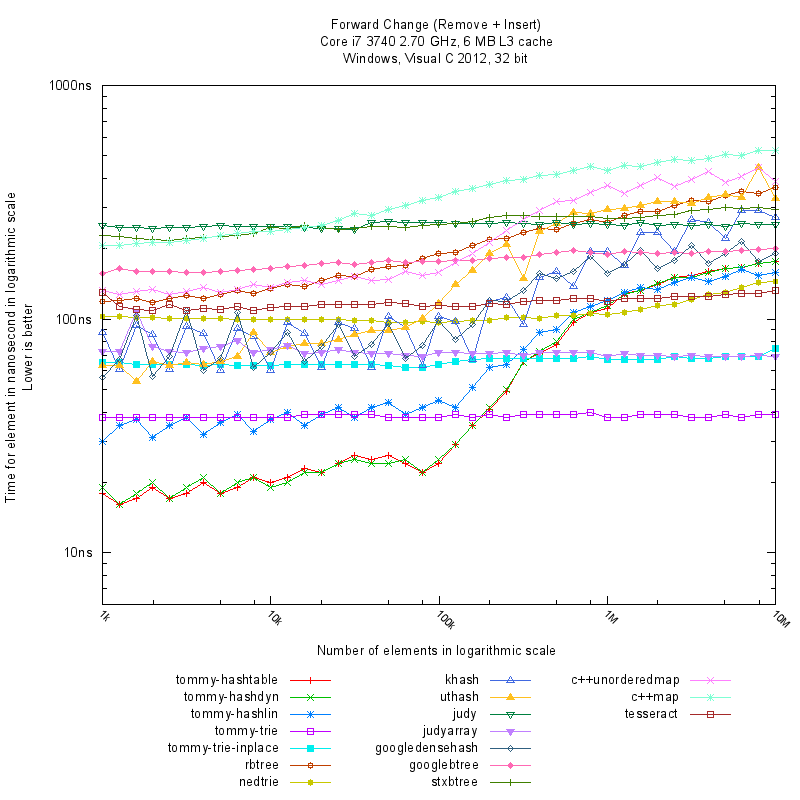 Forward Change (Remove + Insert)
Core i7 3740 2.70 GHz, 6 MB L3 cache
Windows, Visual C 2012, 32 bit
1000ns
100ns
10ns
Time for element in nanosecond in logarithmic scale
Lower is better
1k
10k
100k
1M
10M
Number of elements in logarithmic scale
tommy-hashtable
tommy-hashdyn
tommy-hashlin
tommy-trie
tommy-trie-inplace
rbtree
nedtrie
khash
uthash
judy
judyarray
googledensehash
googlebtree
stxbtree
c++unorderedmap
c++map
tesseract